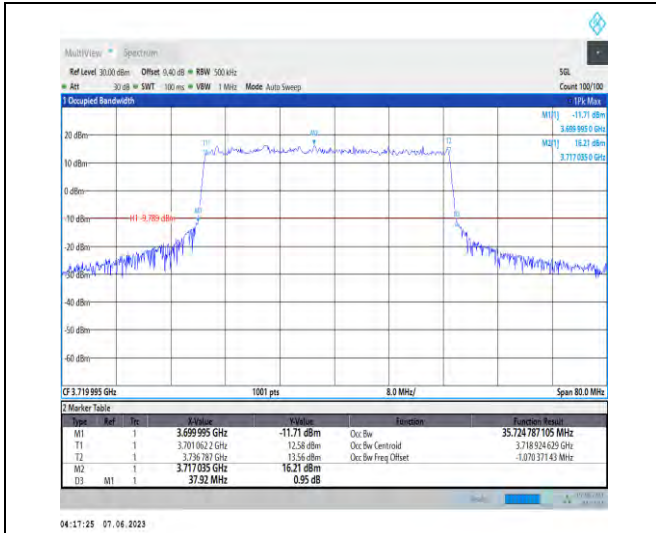 MultiView
Spectrum
Ref Level 30.00 dBm Offset 9.40 dB RBW 500 kHz SGL
Att 30 dB SWT 100 ms VBW 1 MHz Mode Auto Sweep Count 100/100
1 Occupied Bandwidth 1Pk Max
M1[1] -11.71 dBm
3.699 995 0 GHz
M2[1] 16.21 dBm
3.717 035 0 GHz
20 dBm
10 dBm
0 dBm
-10 dBm
H1 -9.789 dBm
-20 dBm
-40 dBm
-50 dBm
-60 dBm
CF 3.719 995 GHz 1001 pts 8.0 MHz/ Span 80.0 MHz
2 Marker Table
Type Ref Trc X-Value Y-Value Function Function Result
M1 1 3.699 995 GHz -11.71 dBm Occ Bw 35.724 787 105 MHz
T1 1 3.701 062 2 GHz 12.58 dBm Occ Bw Centroid 3.718 924 629 GHz
T2 1 3.736 787 GHz 13.56 dBm Occ Bw Freq Offset -1.070 371 43 MHz
M2 1 3.717 035 GHz 16.21 dBm
D3 M1 1 37.92 MHz 0.95 dB
04:17:25 07.06.2023